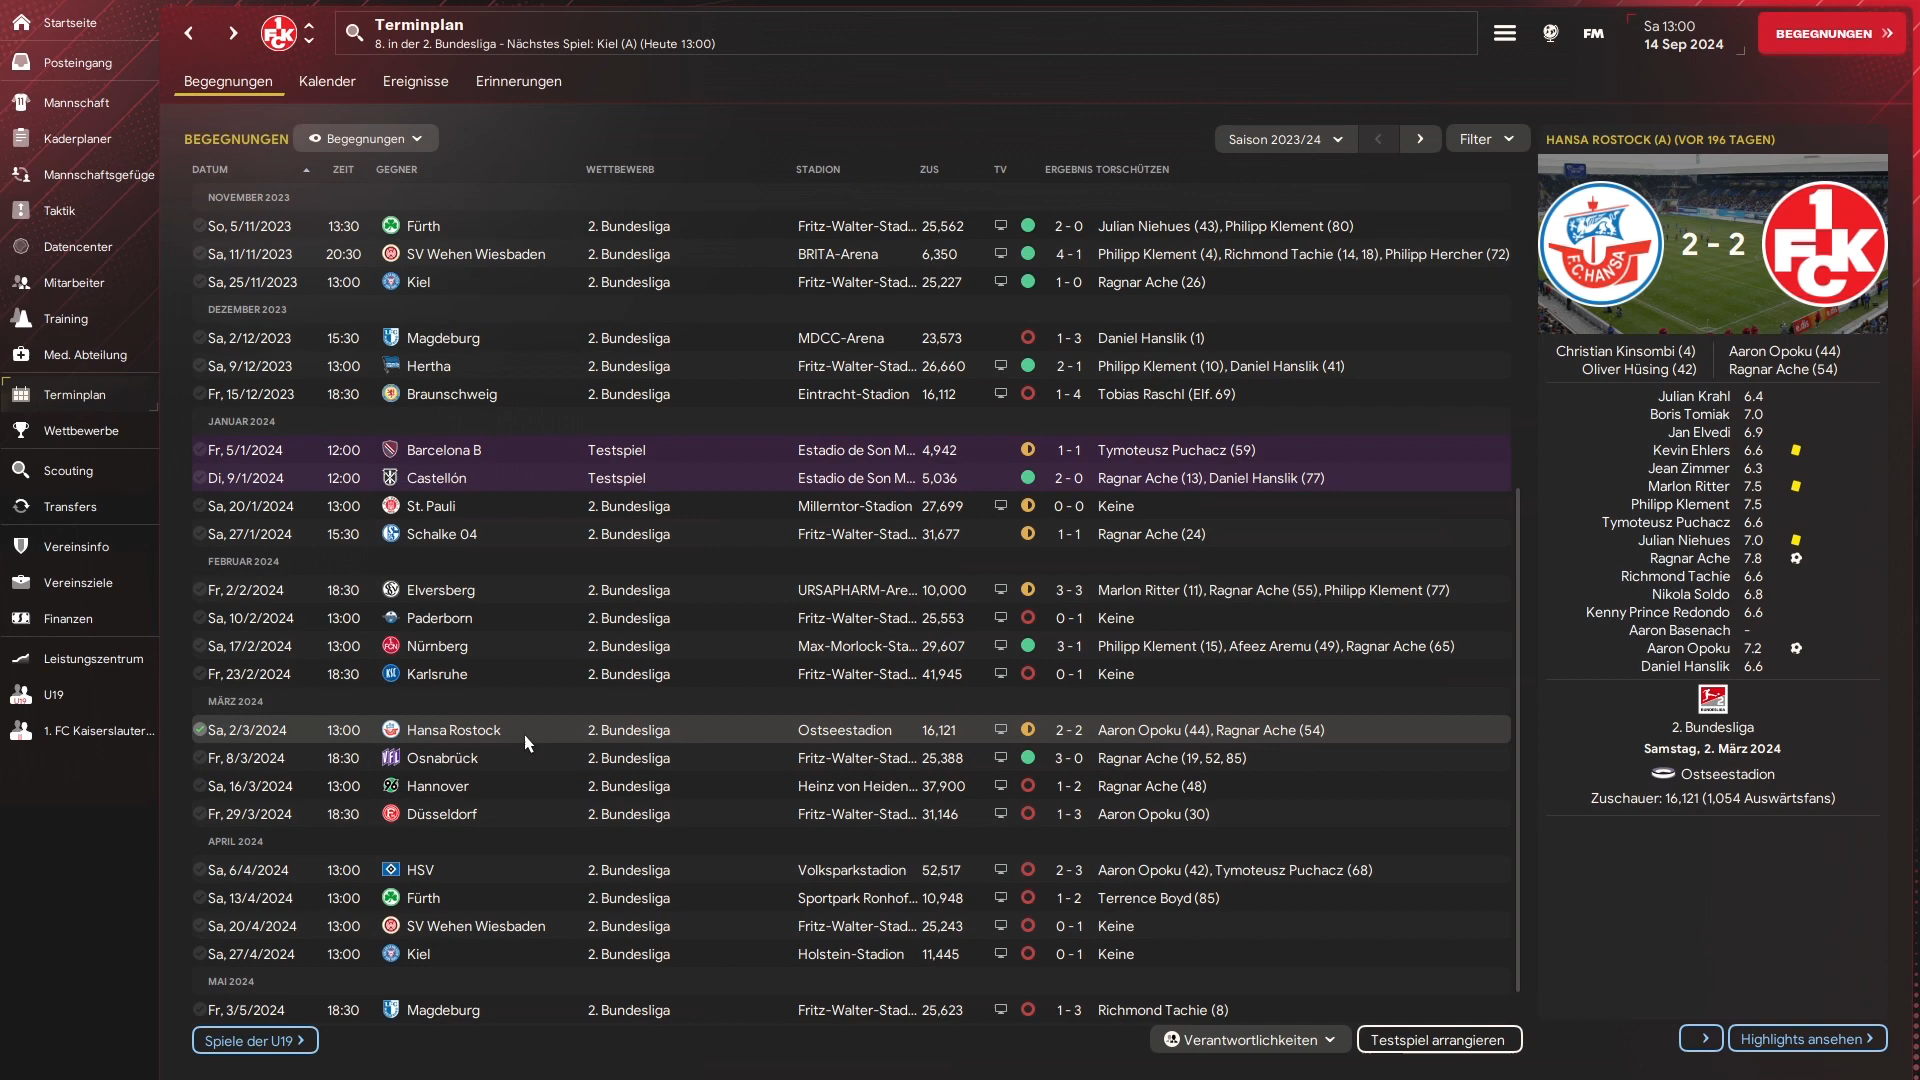 Startseite
Posteingang
Mannschaft
Kaderplaner
Mannschaftsgefüge
Taktik
Datencenter
Mitarbeiter
Training
Med. Abteilung
Terminplan
Wettbewerbe
Scouting
Transfers
Vereinsinfo
Vereinsziele
Finanzen
Leistungszentrum
U19
1. FC Kaiserslauter...
Terminplan
8. in der 2. Bundesliga - Nächstes Spiel: Kiel (A) (Heute 13:00)
FM
Sa 13:00
14 Sep 2024
BEGEGNUNGEN
Begegnungen Kalender Ereignisse Erinnerungen
BEGEGNUNGEN Begegnungen Saison 2023/24 Filter
DATUM ZEIT GEGNER WETTBEWERB STADION ZUS TV ERGEBNIS TORSCHÜTZEN
NOVEMBER 2023
So, 5/11/2023 13:30 Fürth 2. Bundesliga Fritz-Walter-Stad... 25,562 2 - 0 Julian Niehues (43), Philipp Klement (80)
Sa, 11/11/2023 20:30 SV Wehen Wiesbaden 2. Bundesliga BRITA-Arena 6,350 4 - 1 Philipp Klement (4), Richmond Tachie (14, 18), Philipp Hercher (72)
Sa, 25/11/2023 13:00 Kiel 2. Bundesliga Fritz-Walter-Stad... 25,227 1 - 0 Ragnar Ache (26)
DEZEMBER 2023
Sa, 2/12/2023 15:30 Magdeburg 2. Bundesliga MDCC-Arena 23,573 1 - 3 Daniel Hanslik (1)
Sa, 9/12/2023 13:00 Hertha 2. Bundesliga Fritz-Walter-Stad... 26,660 2 - 1 Philipp Klement (10), Daniel Hanslik (41)
Fr, 15/12/2023 18:30 Braunschweig 2. Bundesliga Eintracht-Stadion 16,112 1 - 4 Tobias Raschl (Elf. 69)
JANUAR 2024
Fr, 5/1/2024 12:00 Barcelona B Testspiel Estadio de Son M... 4,942 1 - 1 Tymoteusz Puchacz (59)
Di, 9/1/2024 12:00 Castellón Testspiel Estadio de Son M... 5,036 2 - 0 Ragnar Ache (13), Daniel Hanslik (77)
Sa, 20/1/2024 13:00 St. Pauli 2. Bundesliga Millerntor-Stadion 27,699 0 - 0 Keine
Sa, 27/1/2024 15:30 Schalke 04 2. Bundesliga Fritz-Walter-Stad... 31,677 1 - 1 Ragnar Ache (24)
FEBRUAR 2024
Fr, 2/2/2024 18:30 Elversberg 2. Bundesliga URSAPHARM-Are... 10,000 3 - 3 Marlon Ritter (11), Ragnar Ache (55), Philipp Klement (77)
Sa, 10/2/2024 13:00 Paderborn 2. Bundesliga Fritz-Walter-Stad... 25,553 0 - 1 Keine
Sa, 17/2/2024 13:00 Nürnberg 2. Bundesliga Max-Morlock-Sta... 29,607 3 - 1 Philipp Klement (15), Afeez Aremu (49), Ragnar Ache (65)
Fr, 23/2/2024 18:30 Karlsruhe 2. Bundesliga Fritz-Walter-Stad... 41,945 0 - 1 Keine
MÄRZ 2024
Sa, 2/3/2024 13:00 Hansa Rostock 2. Bundesliga Ostseestadion 16,121 2 - 2 Aaron Opoku (44), Ragnar Ache (54)
Fr, 8/3/2024 18:30 Osnabrück 2. Bundesliga Fritz-Walter-Stad... 25,388 3 - 0 Ragnar Ache (19, 52, 85)
Sa, 16/3/2024 13:00 Hannover 2. Bundesliga Heinz von Heiden... 37,900 1 - 2 Ragnar Ache (48)
Fr, 29/3/2024 18:30 Düsseldorf 2. Bundesliga Fritz-Walter-Stad... 31,146 1 - 3 Aaron Opoku (30)
APRIL 2024
Sa, 6/4/2024 13:00 HSV 2. Bundesliga Volksparkstadion 52,517 2 - 3 Aaron Opoku (42), Tymoteusz Puchacz (68)
Sa, 13/4/2024 13:00 Fürth 2. Bundesliga Sportpark Ronhof... 10,948 1 - 2 Terrence Boyd (85)
Sa, 20/4/2024 13:00 SV Wehen Wiesbaden 2. Bundesliga Fritz-Walter-Stad... 25,243 0 - 1 Keine
Sa, 27/4/2024 13:00 Kiel 2. Bundesliga Holstein-Stadion 11,445 0 - 1 Keine
MAI 2024
Fr, 3/5/2024 18:30 Magdeburg 2. Bundesliga Fritz-Walter-Stad... 25,623 1 - 3 Richmond Tachie (8)
Spiele der U19 Verantwortlichkeiten Testspiel arrangieren
HANSA ROSTOCK (A) (VOR 196 TAGEN)
F.C. HANSA 2 - 2 1 FCK
Christian Kinsombi (4) Aaron Opoku (44)
Oliver Hüsing (42) Ragnar Ache (54)
Julian Krahl 6.4
Boris Tomiak 7.0
Jan Elvedi 6.9
Kevin Ehlers 6.6
Jean Zimmer 6.3
Marlon Ritter 7.5
Philipp Klement 7.5
Tymoteusz Puchacz 6.6
Julian Niehues 7.0
Ragnar Ache 7.8
Richmond Tachie 6.6
Nikola Soldo 6.8
Kenny Prince Redondo 6.6
Aaron Basenach -
Aaron Opoku 7.2
Daniel Hanslik 6.6
2. Bundesliga
Samstag, 2. März 2024
Ostseestadion
Zuschauer: 16,121 (1,054 Auswärtsfans)
Highlights ansehen